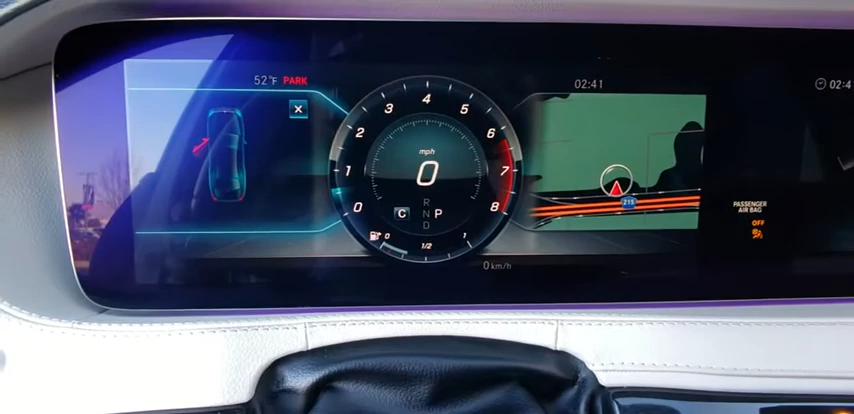 52°F PARK
02:41
02:4
X
0
1
2
3
4
5
6
7
8
mph
0
R
N
D
C
P
0
1/2
1
0 km/h
215
PASSENGER
AIR BAG
OFF